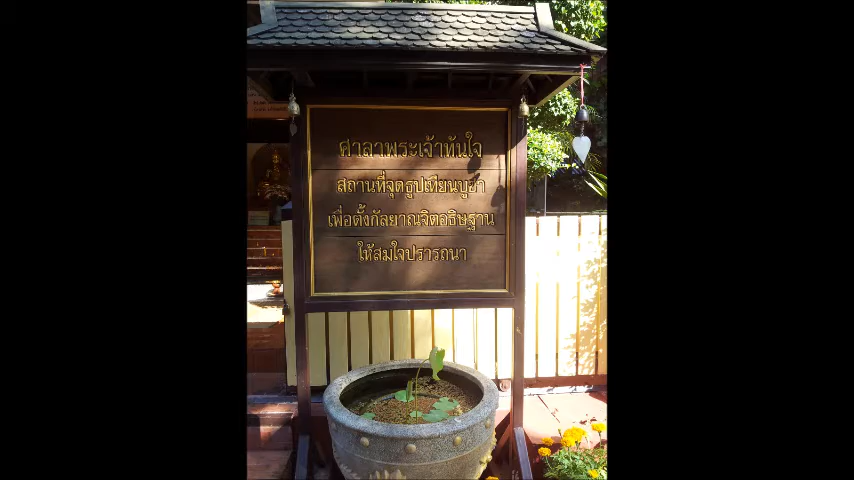 ศาลาพระเจ้าทันใจ
สถานที่จุดธูปเทียนบูชา
เพื่อตั้งกัลยาณจิตอธิษฐาน
ให้สมใจปรารถนา